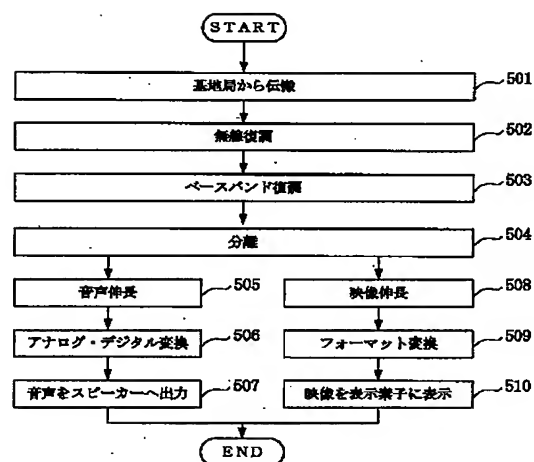 START
基地局から伝搬
501
無線復調
502
ベースバンド復調
503
分離
504
音声伸長
505
映像伸長
508
アナログ・デジタル変換
506
フォーマット変換
509
音声をスピーカーへ出力
507
映像を表示素子に表示
510
END